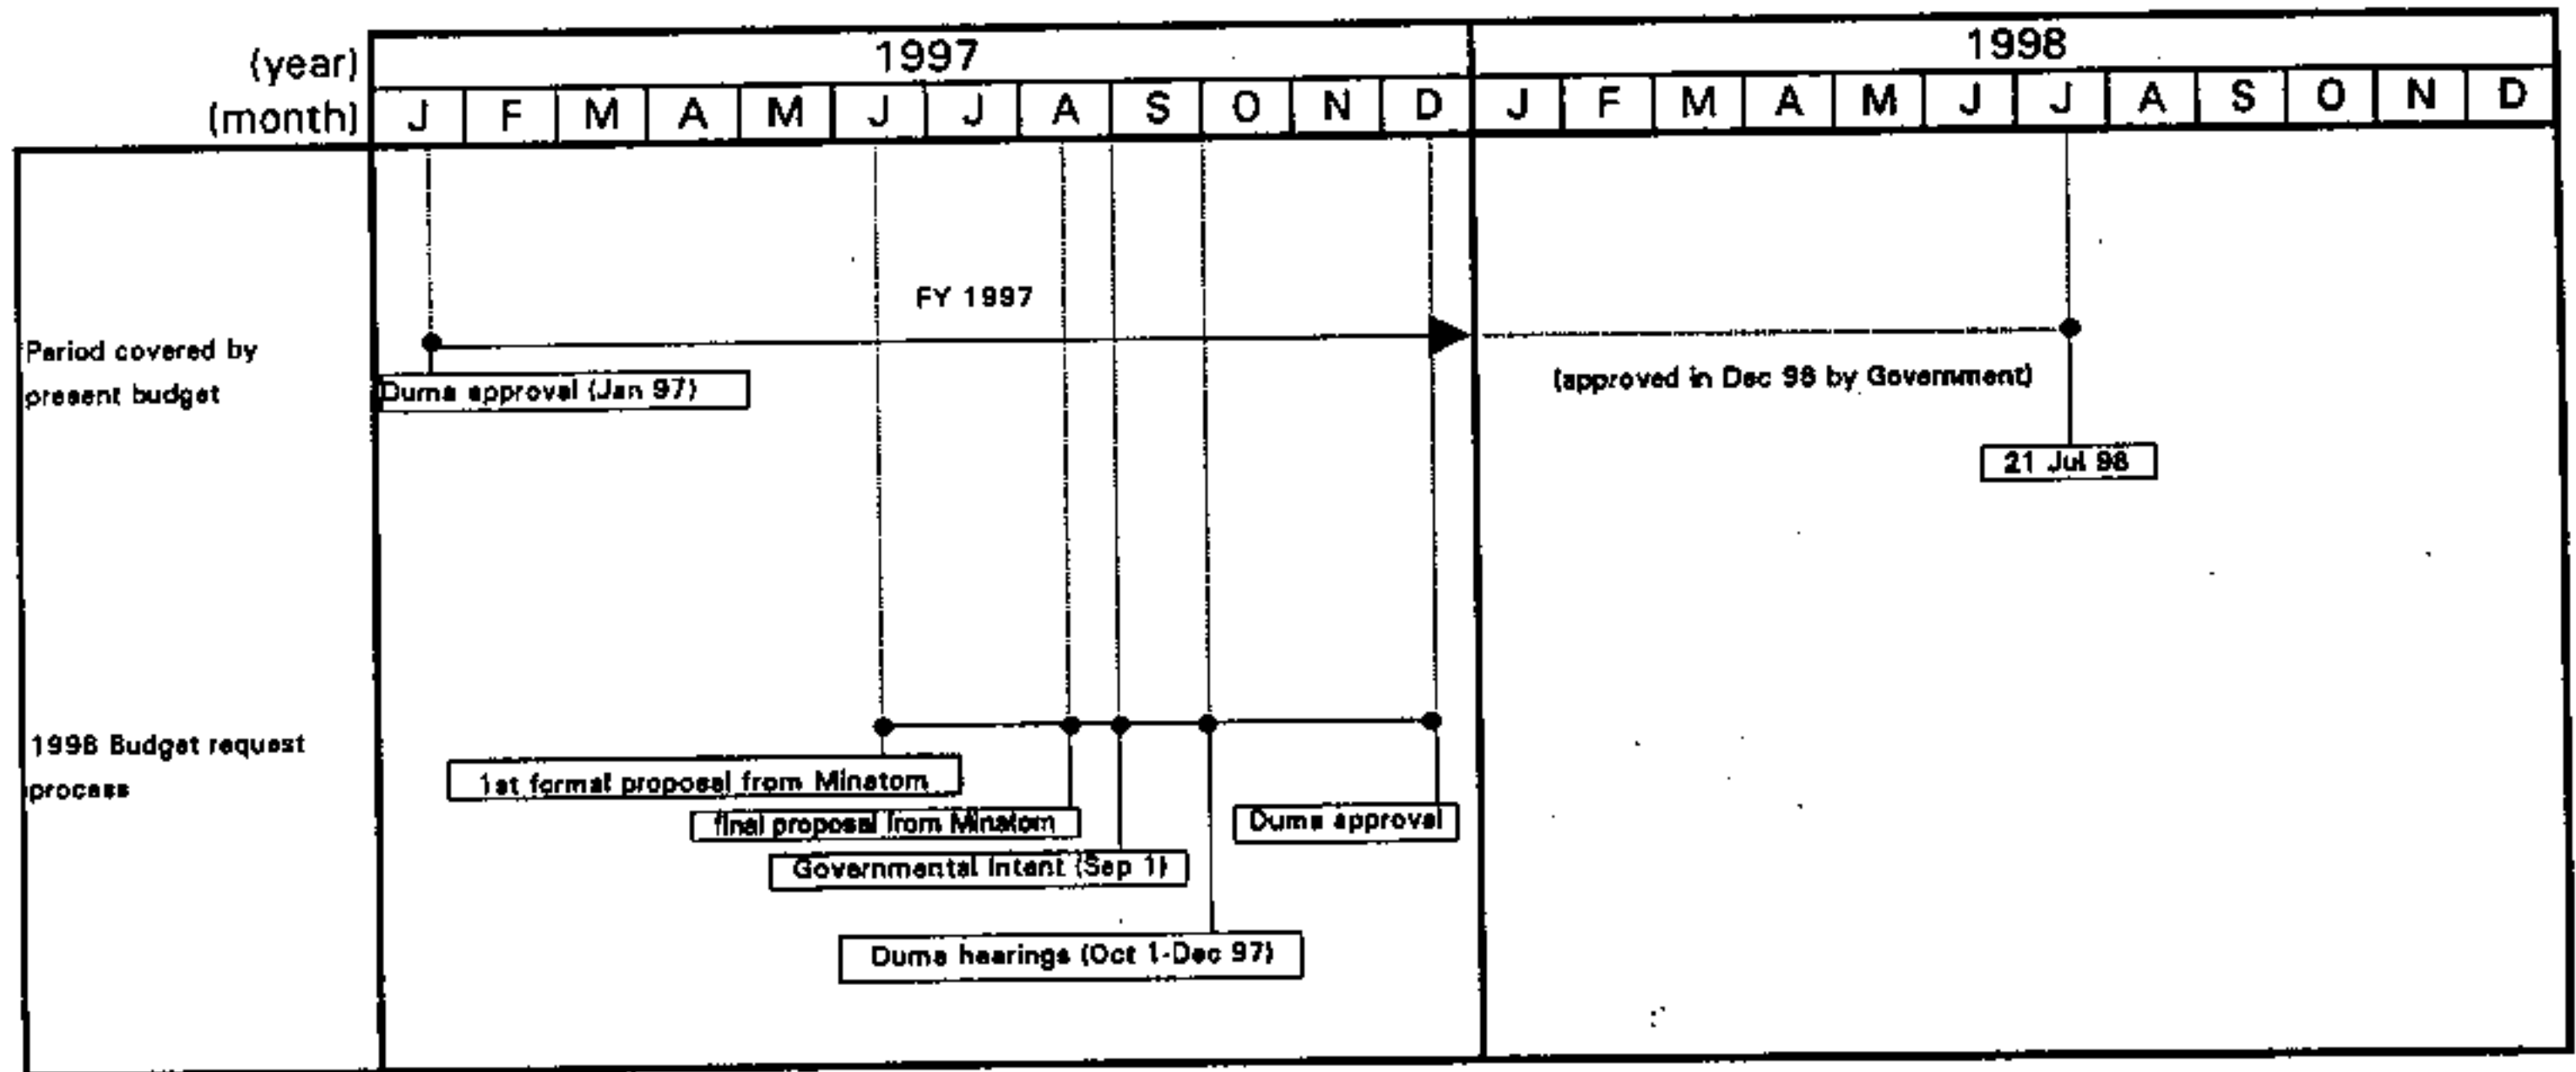 (year) 1997 1998
(month) J F M A M J J A S O N D J F M A M J J A S O N D
FY 1997
Period covered by
present budget
Duma approval (Jan 97)
(approved in Dec 98 by Government)
21 Jul 98
1998 Budget request
process
1st formal proposal from Minatom
final proposal from Minatom
Duma approval
Governmental Intent (Sep 1)
Duma hearings (Oct 1-Dec 97)